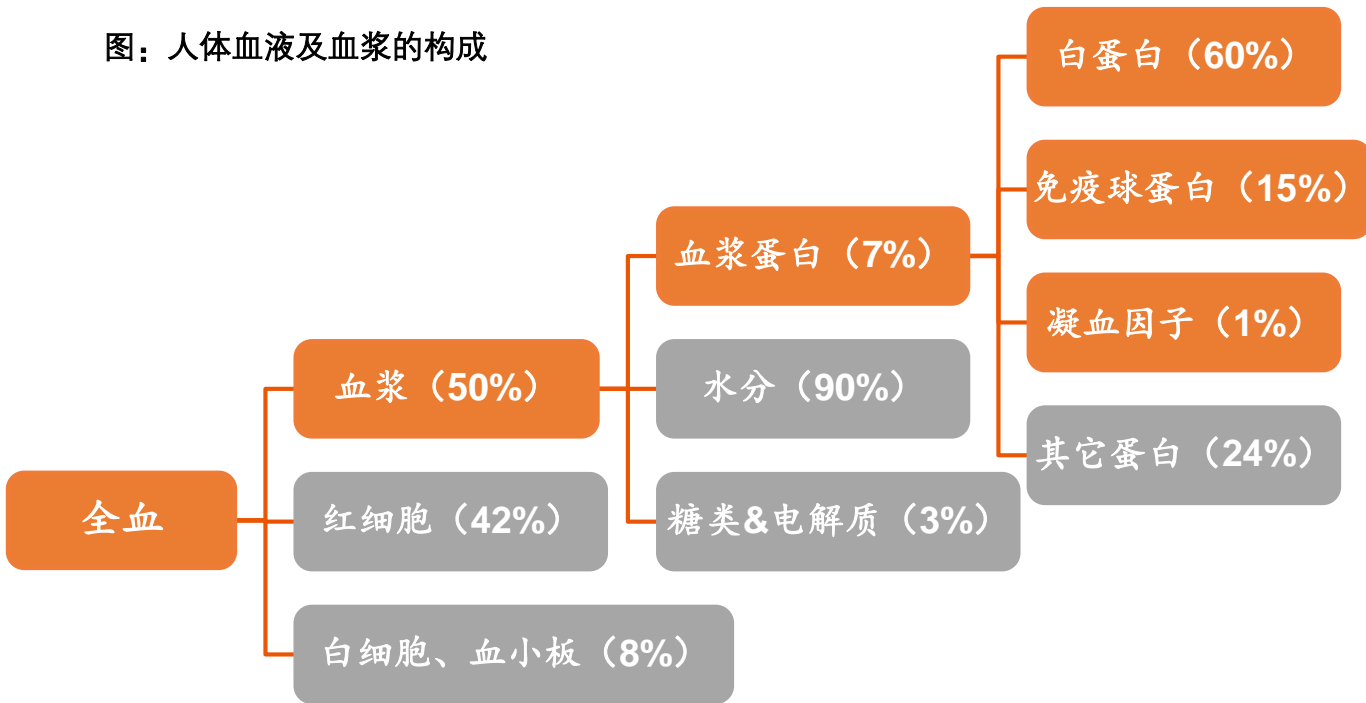 图：人体血液及血浆的构成
全血
血浆（50%）
红细胞（42%）
白细胞、血小板（8%）
血浆蛋白（7%）
水分（90%）
糖类&电解质（3%）
白蛋白（60%）
免疫球蛋白（15%）
凝血因子（1%）
其它蛋白（24%）